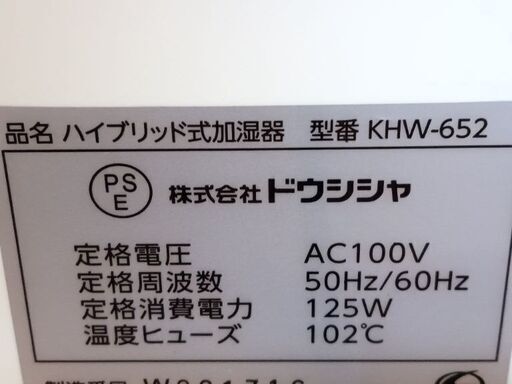 品名 ハイブリッド式加湿器 型番 KHW-652
PS
E
株式会社ドウシシャ
定格電圧 AC100V
定格周波数 50Hz/60Hz
定格消費電力 125W
温度ヒューズ 102℃